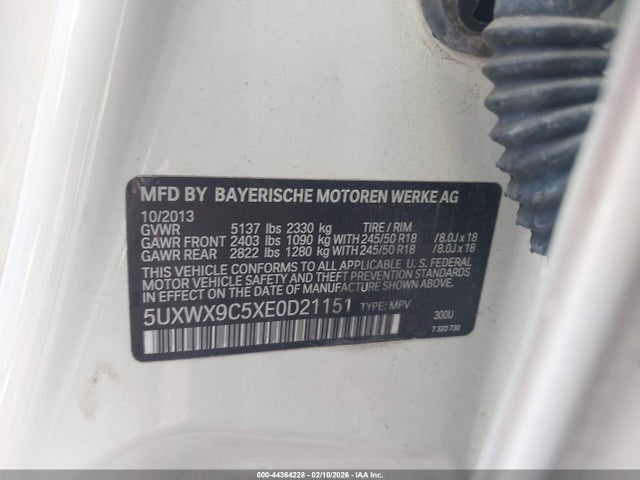 MFD BY BAYERISCHE MOTOREN WERKE AG
10/2013
GVWR 5137 lbs 2330 kg TIRE / RIM
GAWR FRONT 2403 lbs 1090 kg WITH 245/50 R18 /8.0J x 18
GAWR REAR 2822 lbs 1280 kg WITH 245/50 R18 /8.0J x 18
THIS VEHICLE CONFORMS TO ALL APPLICABLE U. S. FEDERAL
MOTOR VEHICLE SAFETY AND THEFT PREVENTION STANDARDS
IN EFFECT ON THE DATE OF MANUFACTURE SHOWN ABOVE.
5UXWX9C5XE0D21151 TYPE: MPV
300U
7 320 730
000-44364228 - 02/10/2026 - IAA Inc.